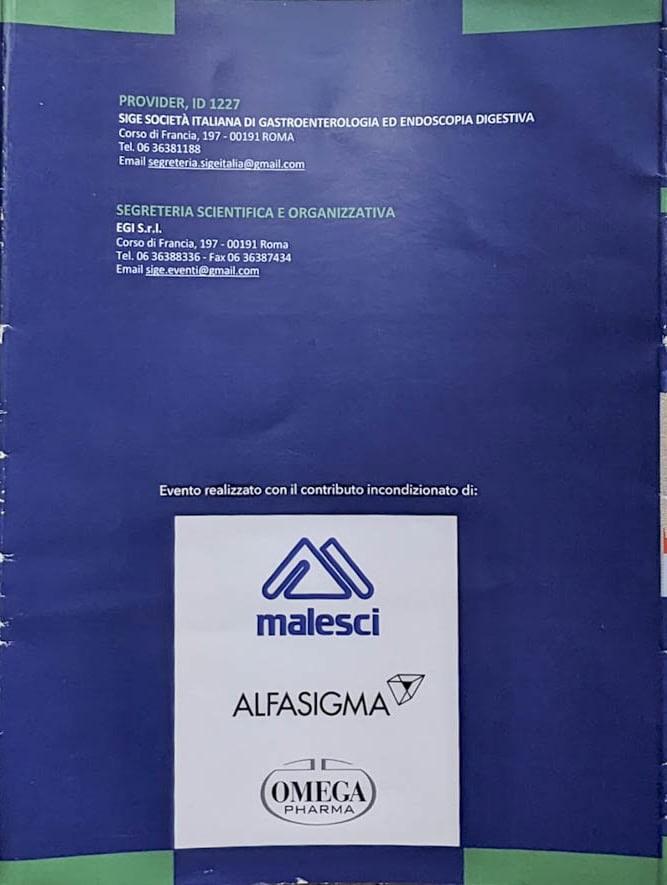 PROVIDER, ID 1227
SIGE SOCIETÀ ITALIANA DI GASTROENTEROLOGIA ED ENDOSCOPIA DIGESTIVA
Corso di Francia, 197 - 00191 ROMA
Tel. 06 36381188
Email segreteria.sigeitalia@gmail.com
SEGRETERIA SCIENTIFICA E ORGANIZZATIVA
EGI S.r.l.
Corso di Francia, 197 - 00191 Roma
Tel. 06 36388336 - Fax 06 36387434
Email sige.eventi@gmail.com
Evento realizzato con il contributo incondizionato di:
malesci
ALFASIGMA
OMEGA
PHARMA